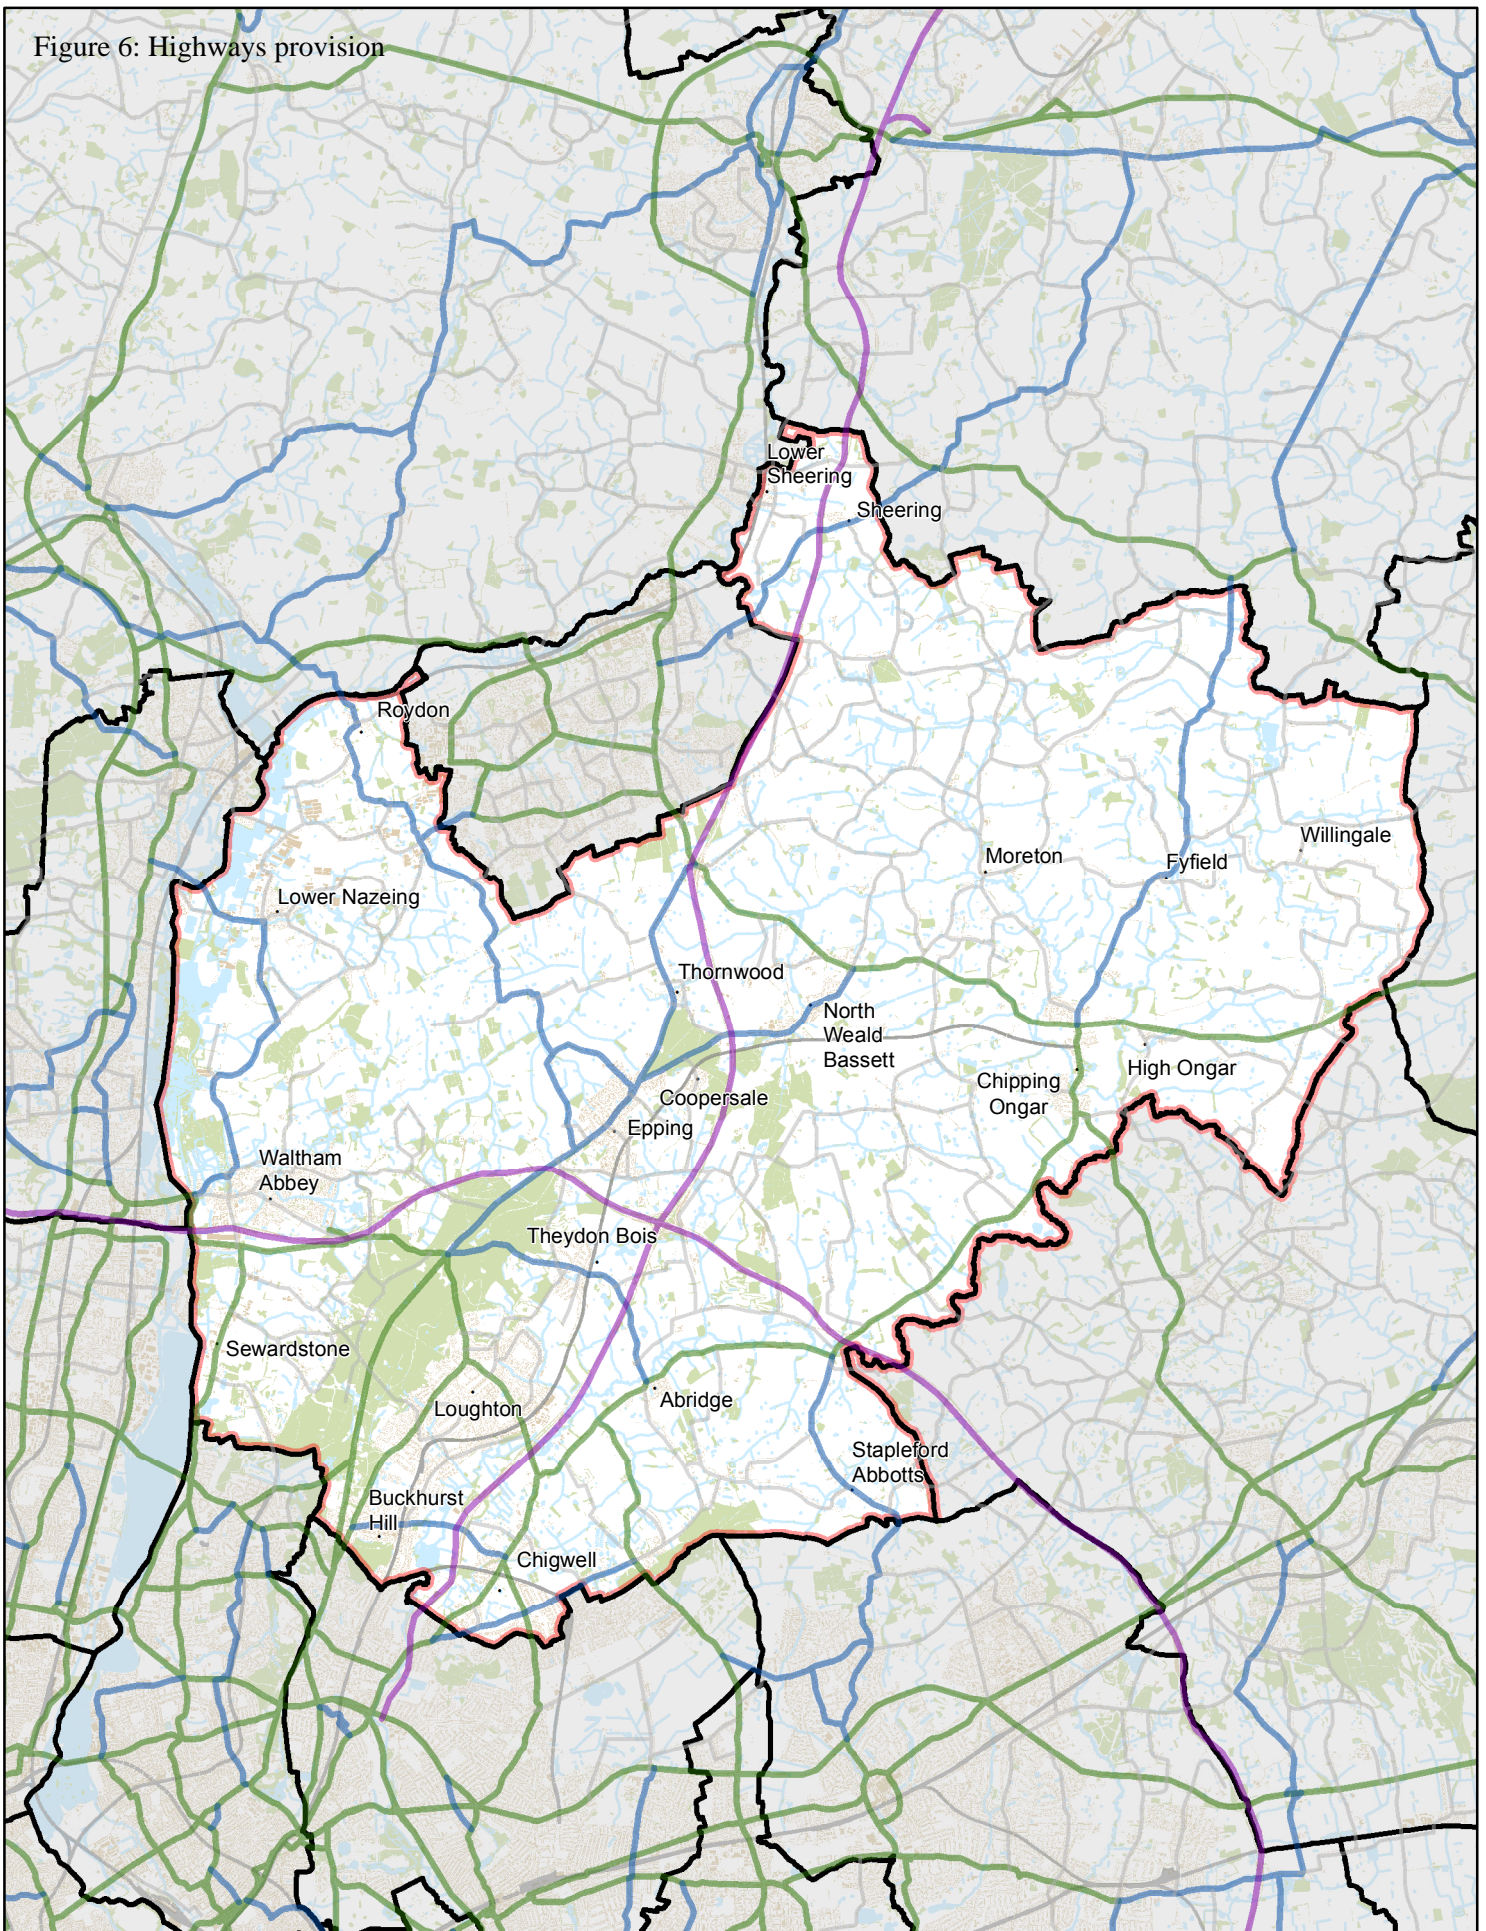 Figure 6: Highways provision
Lower
Sheering
Sheering
Roydon
Willingale
Moreton
Fyfield
Lower Nazeing
Thornwood
North
Weald
Bassett
High Ongar
Chipping
Ongar
Coopersale
Epping
Waltham
Abbey
Theydon Bois
Sewardstone
Abridge
Loughton
Stapleford
Abbotts
Buckhurst
Hill
Chigwell